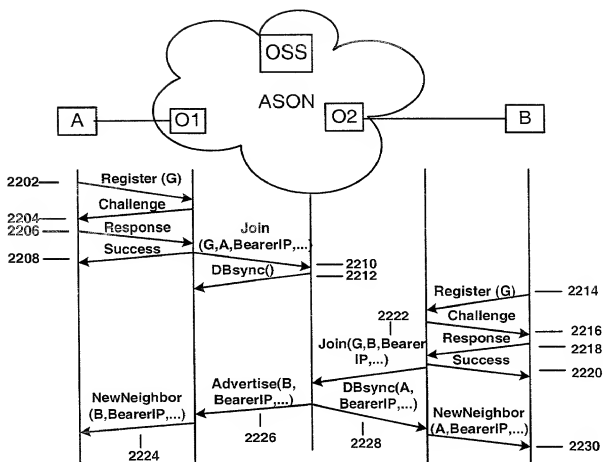 OSS
ASON
A
O1
O2
B
2202
Register (G)
Challenge
2204
2206
Response
Success
2208
Join
(G,A,BearerIP,...)
2210
DBsync()
2212
Register (G)
2214
Challenge
2216
2222
Response
2218
Join(G,B,Bearer
IP,...)
Success
2220
Advertise(B,
BearerIP,...)
DBsync(A,
BearerIP,...)
NewNeighbor
(B,BearerIP,...)
NewNeighbor
(A,BearerIP,...)
2224
2226
2228
2230